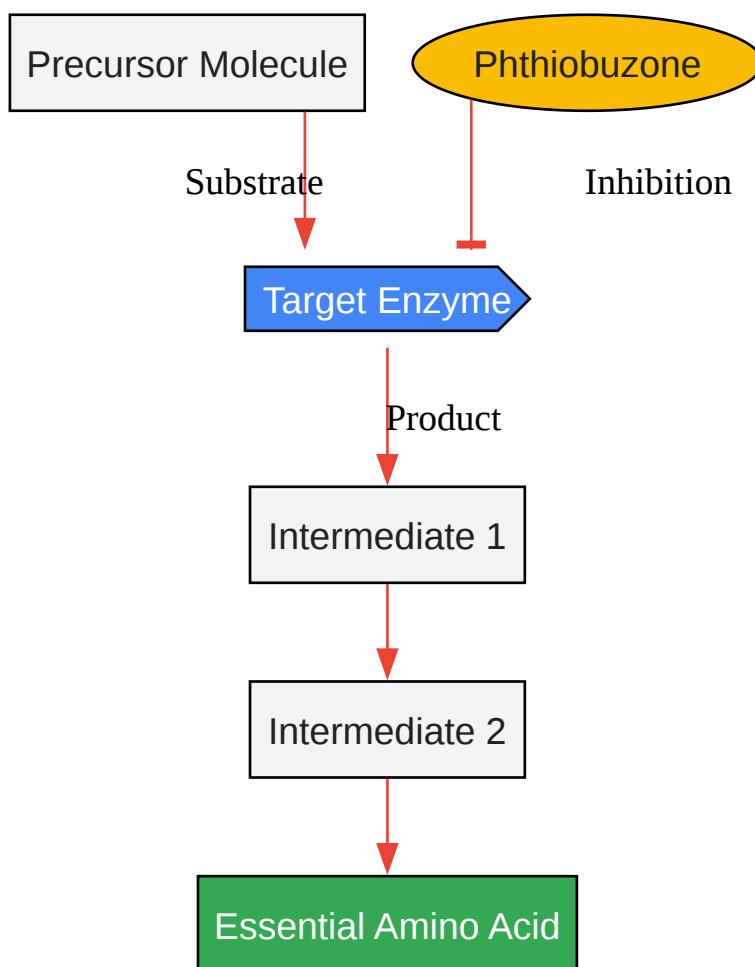 Precursor Molecule
Phthiobuzone
Substrate
Inhibition
Target Enzyme
Product
Intermediate 1
Intermediate 2
Essential Amino Acid